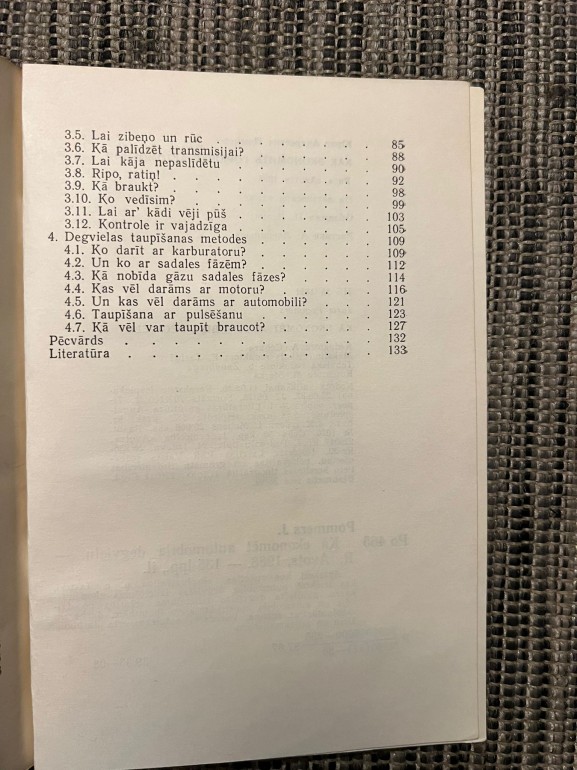 3.5. Lai zibeņo un rūc . . . . . . . 85
3.6. Kā palīdzēt transmisijai? . . . . . . 88
3.7. Lai kāja nepaslīdētu . . . . . . . 90
3.8. Ripo, ratiņ! . . . . . . . . . 92
3.9. Kā braukt? . . . . . . . . . 98
3.10. Ko vedīsim? . . . . . . . . . 99
3.11. Lai ar' kādi vēji pūš . . . . . . . 103
3.12. Kontrole ir vajadzīga . . . . . . . 105
4. Degvielas taupīšanas metodes . . . . . . 109
4.1. Ko darīt ar karburatoru? . . . . . . 109
4.2. Un ko ar sadales fāzēm? . . . . . . 112
4.3. Kā nobīda gāzu sadales fāzes? . . . . . 114
4.4. Kas vēl darāms ar motoru? . . . . . . 116
4.5. Un kas vēl darāms ar automobili? . . . . 121
4.6. Taupīšana ar pulsēšanu . . . . . . 123
4.7. Kā vēl var taupīt braucot? . . . . . . 127
Pēcvārds . . . . . . . . . . . 132
Literatūra . . . . . . . . . . . 133